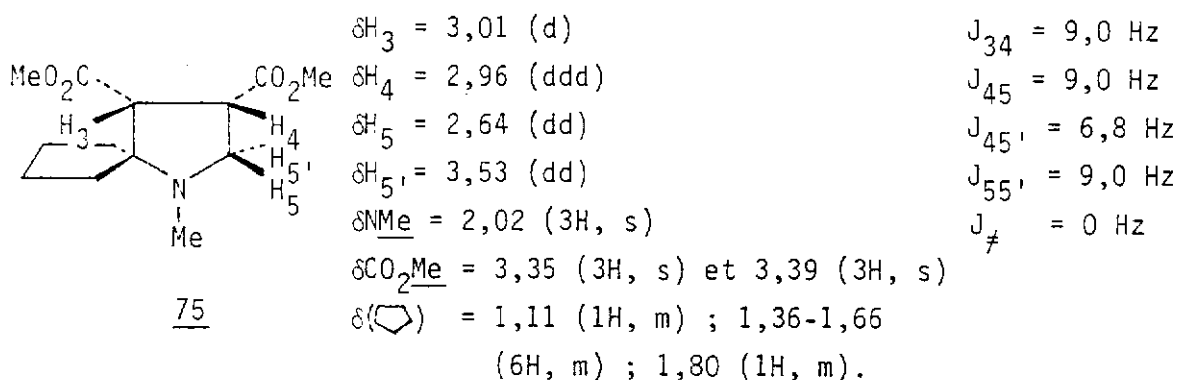 δH3 = 3,01 (d) J34 = 9,0 Hz
MeO2C CO2Me δH4 = 2,96 (ddd) J45 = 9,0 Hz
H3 H4 δH5 = 2,64 (dd) J45' = 6,8 Hz
H5' δH5' = 3,53 (dd) J55' = 9,0 Hz
N H5 δNMe = 2,02 (3H, s) J≠ = 0 Hz
Me δCO2Me = 3,35 (3H, s) et 3,39 (3H, s)
75 δ( ) = 1,11 (1H, m) ; 1,36-1,66
(6H, m) ; 1,80 (1H, m).